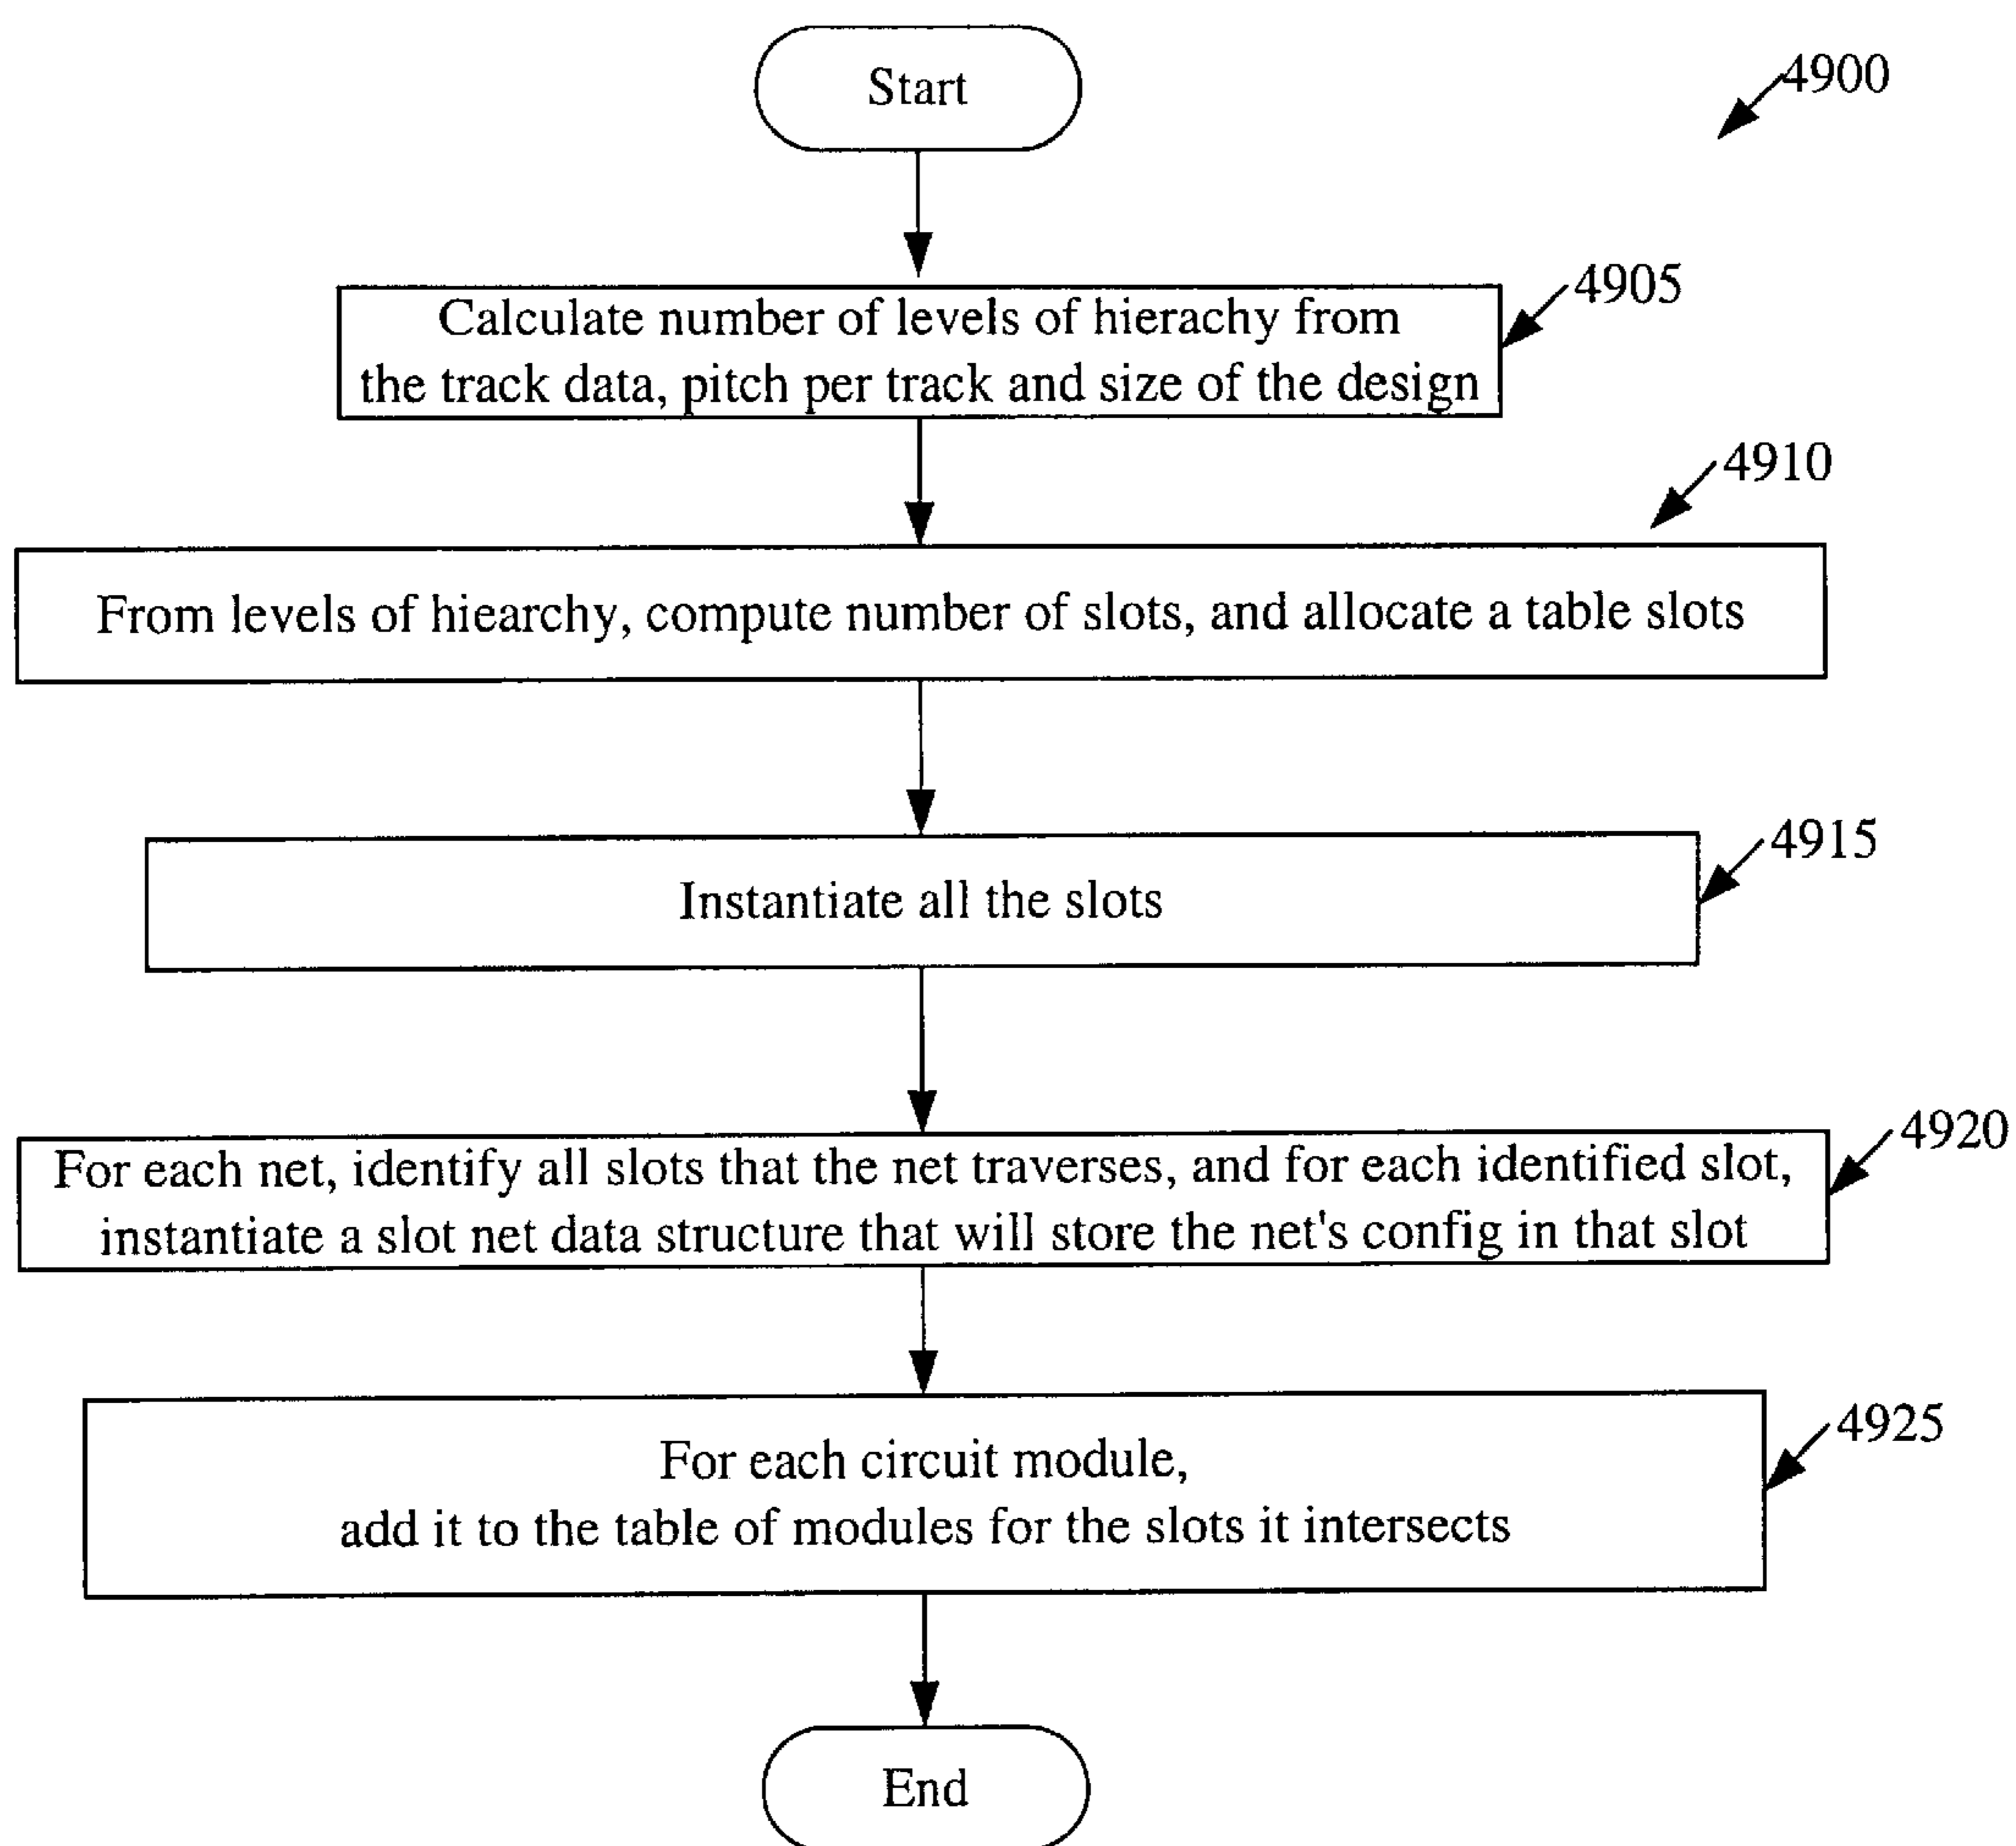 Start
4900
Calculate number of levels of hierachy from
the track data, pitch per track and size of the design
4905
4910
From levels of hiearchy, compute number of slots, and allocate a table slots
Instantiate all the slots
4915
For each net, identify all slots that the net traverses, and for each identified slot,
instantiate a slot net data structure that will store the net's config in that slot
4920
For each circuit module,
add it to the table of modules for the slots it intersects
4925
End